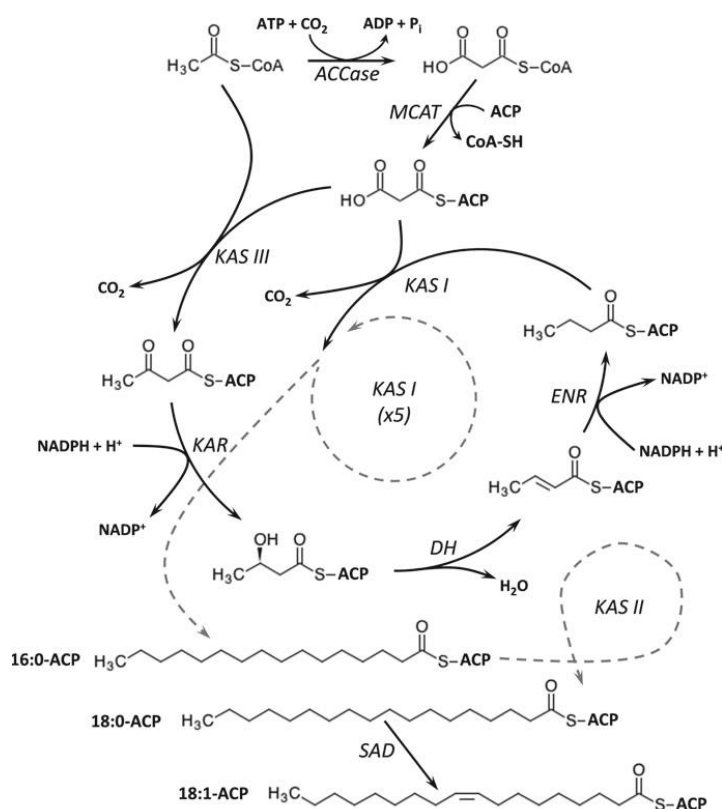 ATP + CO₂ ADP + Pᵢ
O
H₃C S–CoA
ACCase
O O
HO S–CoA
MCAT ACP
CoA-SH
O O
HO S–ACP
KAS III
CO₂
KAS I
CO₂
O
H₃C S–ACP
O O
H₃C S–ACP
KAS I
(x5)
NADP⁺
ENR
NADPH + H⁺
KAR
NADPH + H⁺
NADP⁺
O
H₃C S–ACP
OH O
H₃C S–ACP
DH
H₂O
KAS II
O
16:0-ACP H₃C S–ACP
O
18:0-ACP H₃C S–ACP
SAD
O
18:1-ACP H₃C S–ACP